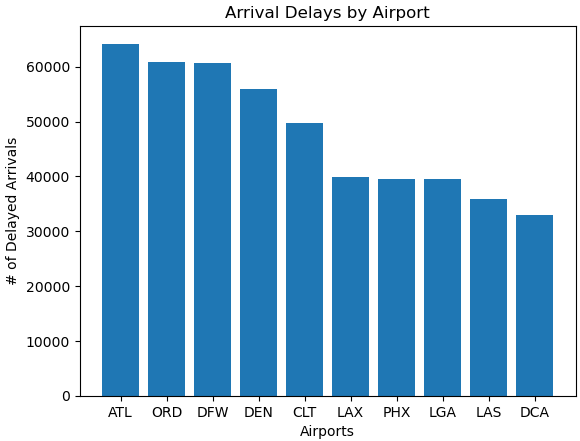 Arrival Delays by Airport
# of Delayed Arrivals
60000
50000
40000
30000
20000
10000
0
ATL ORD DFW DEN CLT LAX PHX LGA LAS DCA
Airports